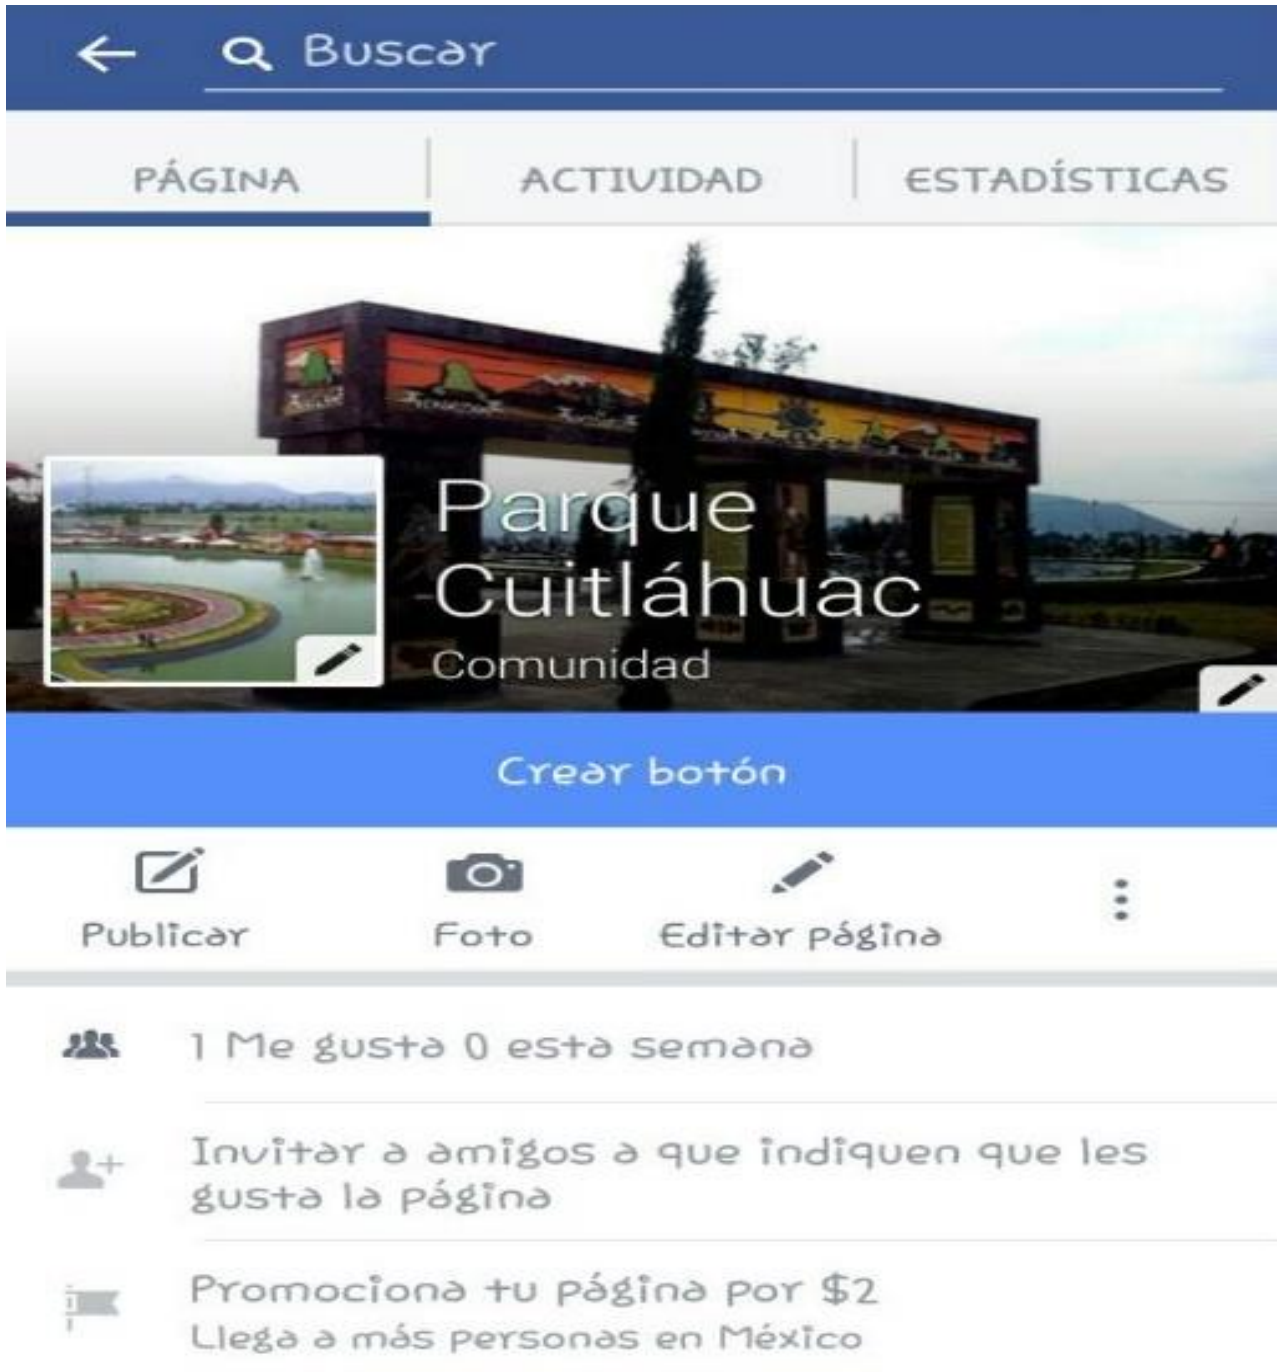 Buscar
PÁGINA
ACTIVIDAD
ESTADÍSTICAS
Parque
Cuitláhuac
Comunidad
Crear botón
Publicar
Foto
Editar página
1 Me gusta 0 esta semana
Invitar a amigos a que indiquen que les
gusta la página
Promociona tu página por $2
Llega a más personas en México